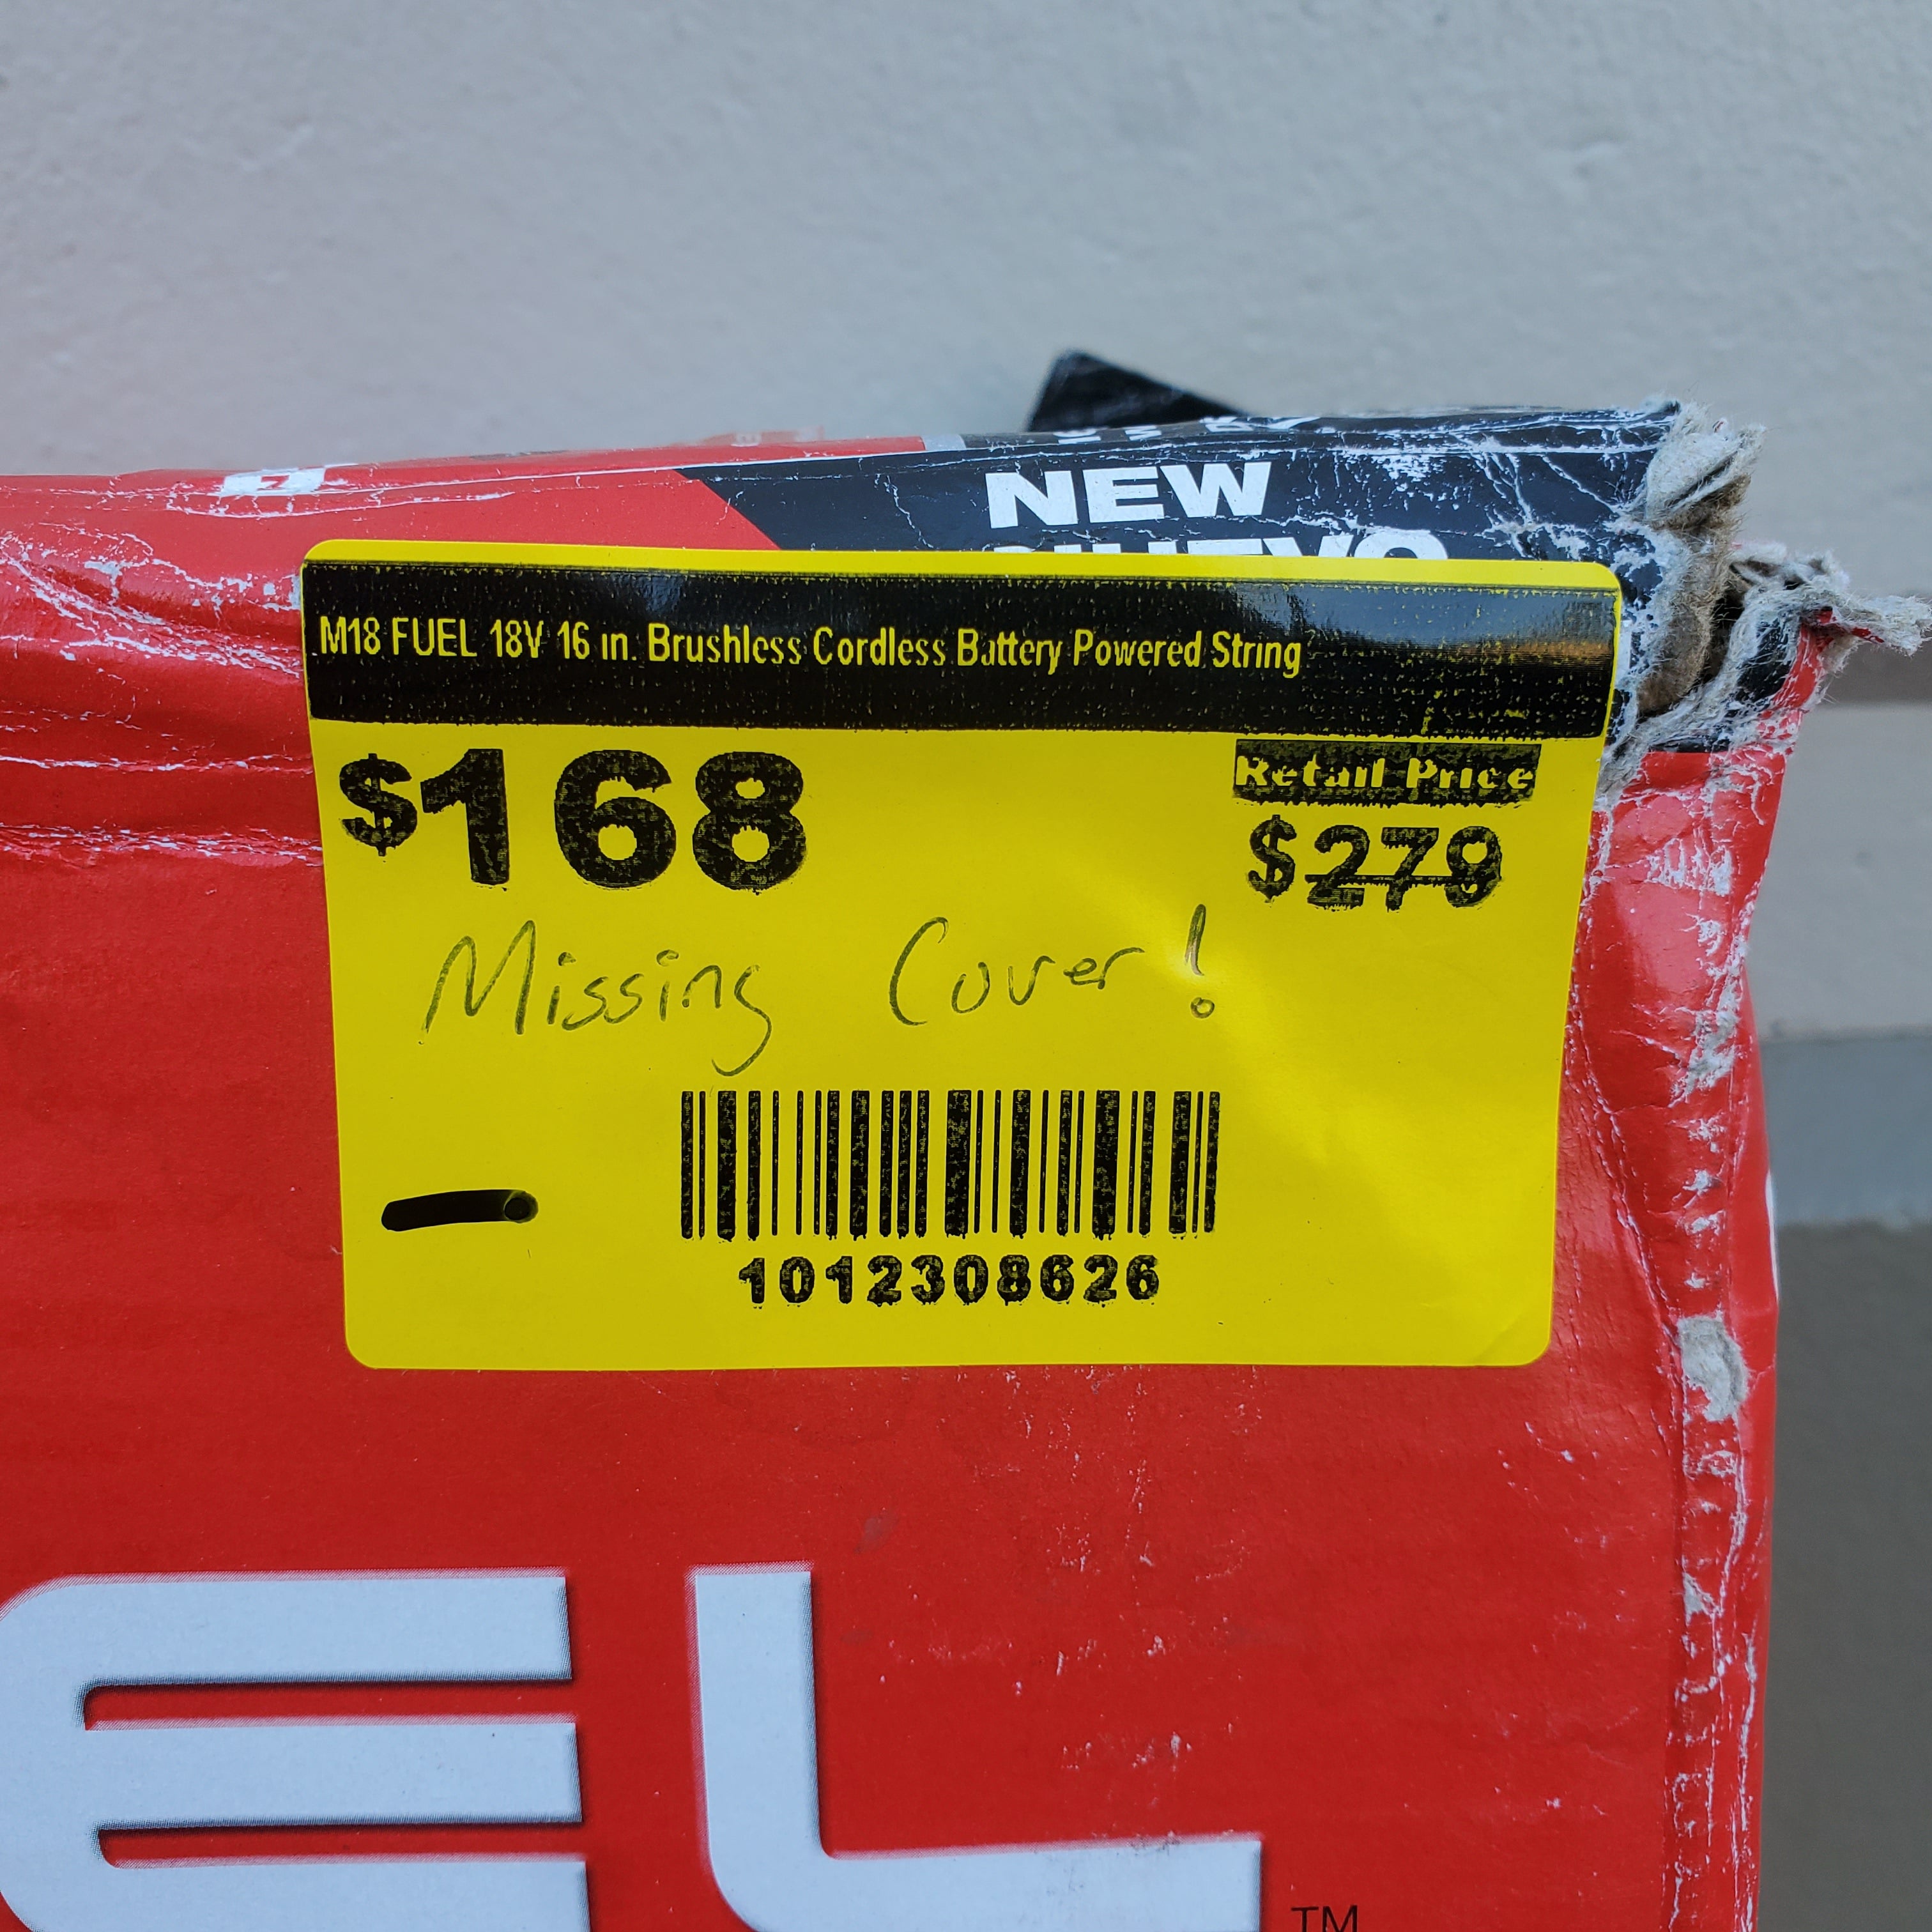 NEW
NUEVO
M18 FUEL 18V 16 in. Brushless Cordless Battery Powered String
$168
Retail Price
$279
Missing Cover!
1012308626
EL
TM